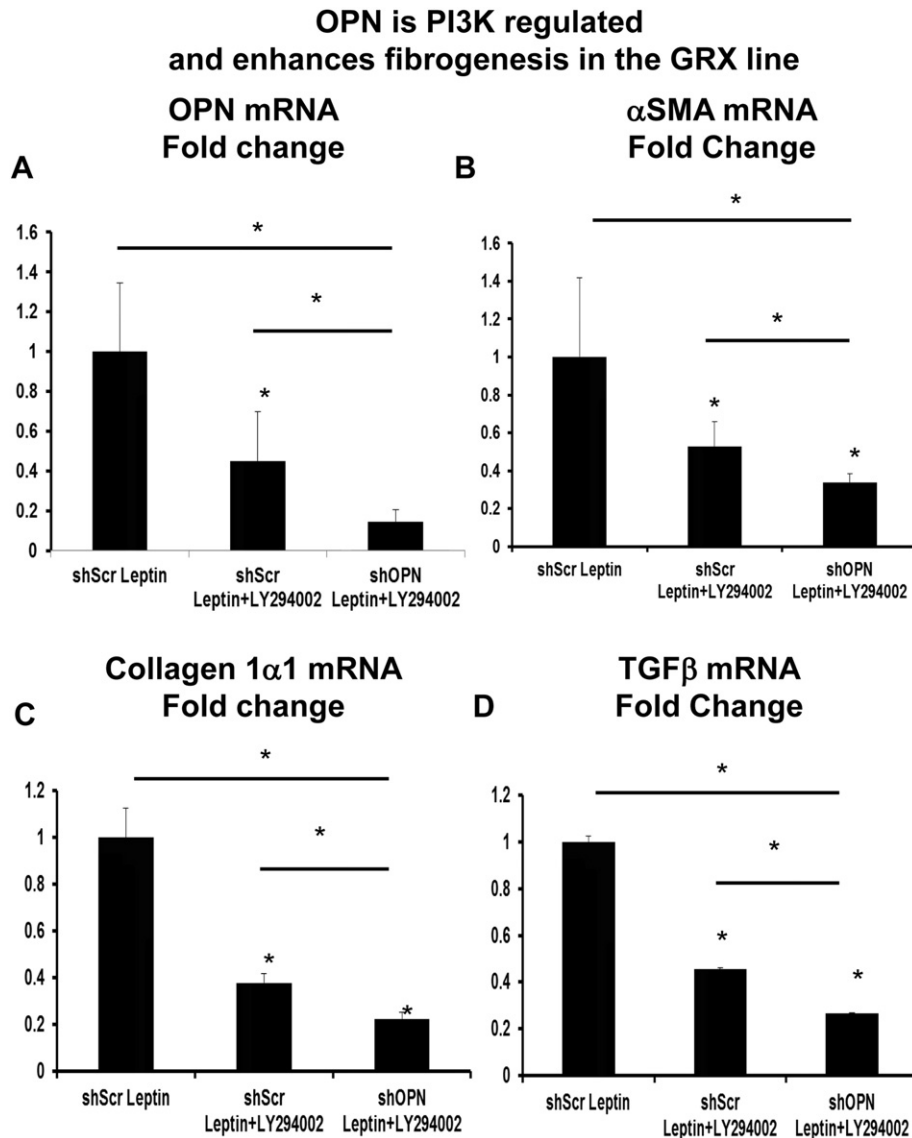 OPN is PI3K regulated
and enhances fibrogenesis in the GRX line
OPN mRNA
Fold change
A
*
*
*
1.6
1.4
1.2
1
0.8
0.6
0.4
0.2
0
shScr Leptin
shScr
Leptin+LY294002
shOPN
Leptin+LY294002
αSMA mRNA
Fold Change
B
*
*
*
*
1.6
1.4
1.2
1
0.8
0.6
0.4
0.2
0
shScr Leptin
shScr
Leptin+LY294002
shOPN
Leptin+LY294002
Collagen 1α1 mRNA
Fold change
C
*
*
*
*
1.2
1
0.8
0.6
0.4
0.2
0
shScr Leptin
shScr
Leptin+LY294002
shOPN
Leptin+LY294002
TGFβ mRNA
Fold Change
D
*
*
*
*
1.2
1
0.8
0.6
0.4
0.2
0
shScr Leptin
shScr
Leptin+LY294002
shOPN
Leptin+LY294002